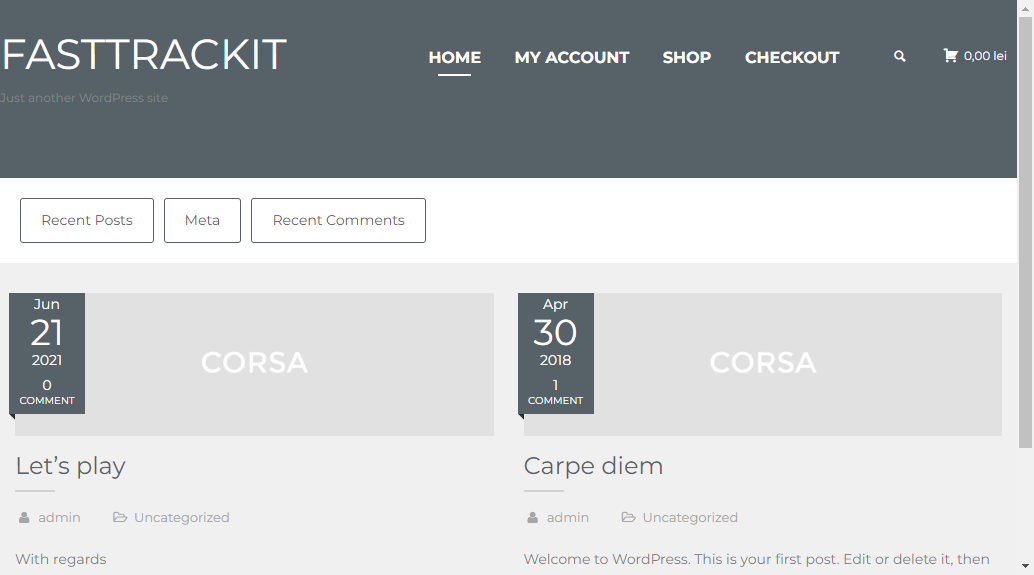 FASTTRACKIT
Just another WordPress site
HOME MY ACCOUNT SHOP CHECKOUT 0,00 lei
Recent Posts Meta Recent Comments
Jun
21
2021
0
COMMENT
CORSA
Let’s play
admin Uncategorized
With regards
Apr
30
2018
1
COMMENT
CORSA
Carpe diem
admin Uncategorized
Welcome to WordPress. This is your first post. Edit or delete it, then